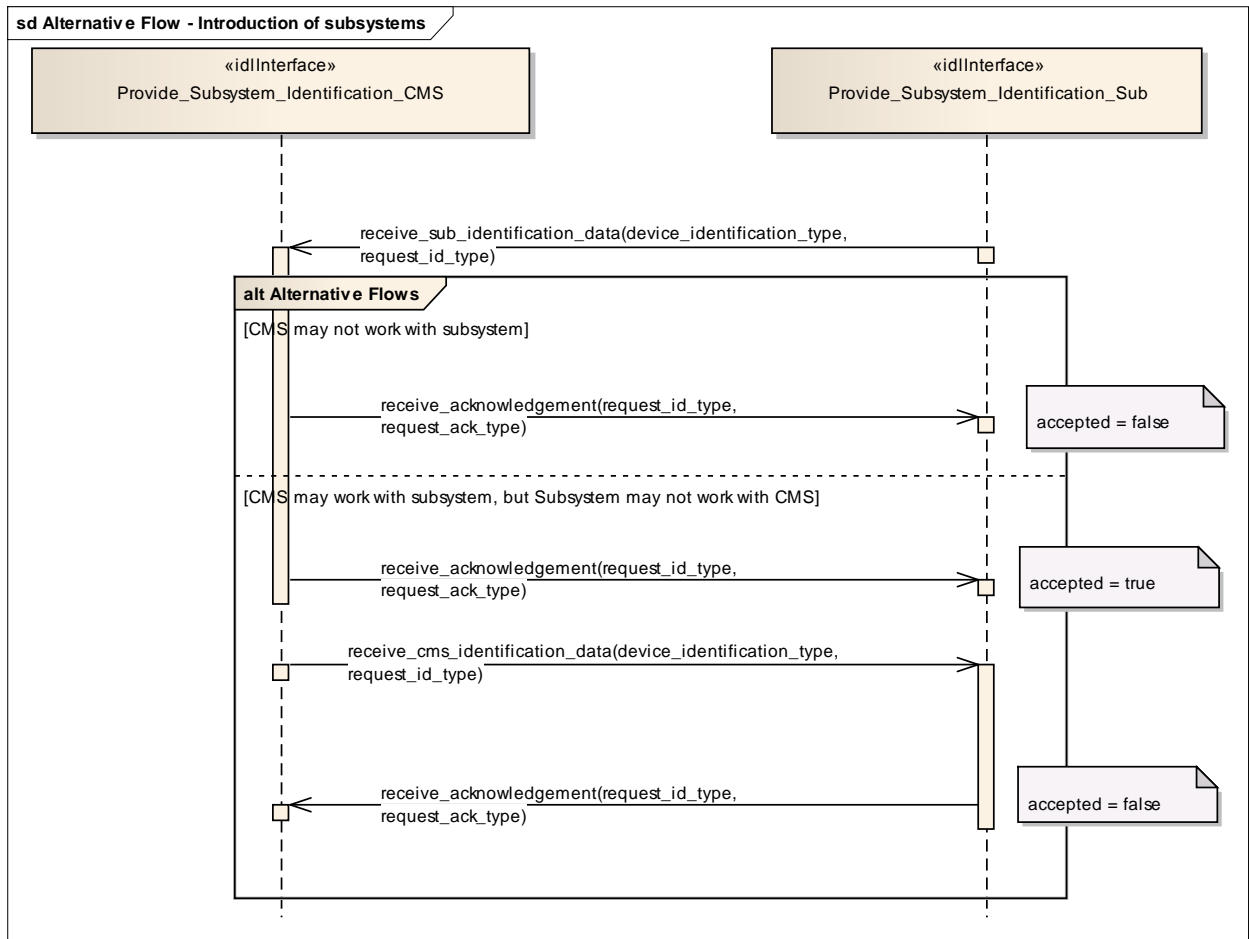 sd Alternative Flow - Introduction of subsystems
«idlInterface»
Provide_Subsystem_Identification_CMS
«idlInterface»
Provide_Subsystem_Identification_Sub
receive_sub_identification_data(device_identification_type,
request_id_type)
alt Alternative Flows
[CMS may not work with subsystem]
receive_acknowledgement(request_id_type,
request_ack_type)
accepted = false
[CMS may work with subsystem, but Subsystem may not work with CMS]
receive_acknowledgement(request_id_type,
request_ack_type)
accepted = true
receive_cms_identification_data(device_identification_type,
request_id_type)
receive_acknowledgement(request_id_type,
request_ack_type)
accepted = false